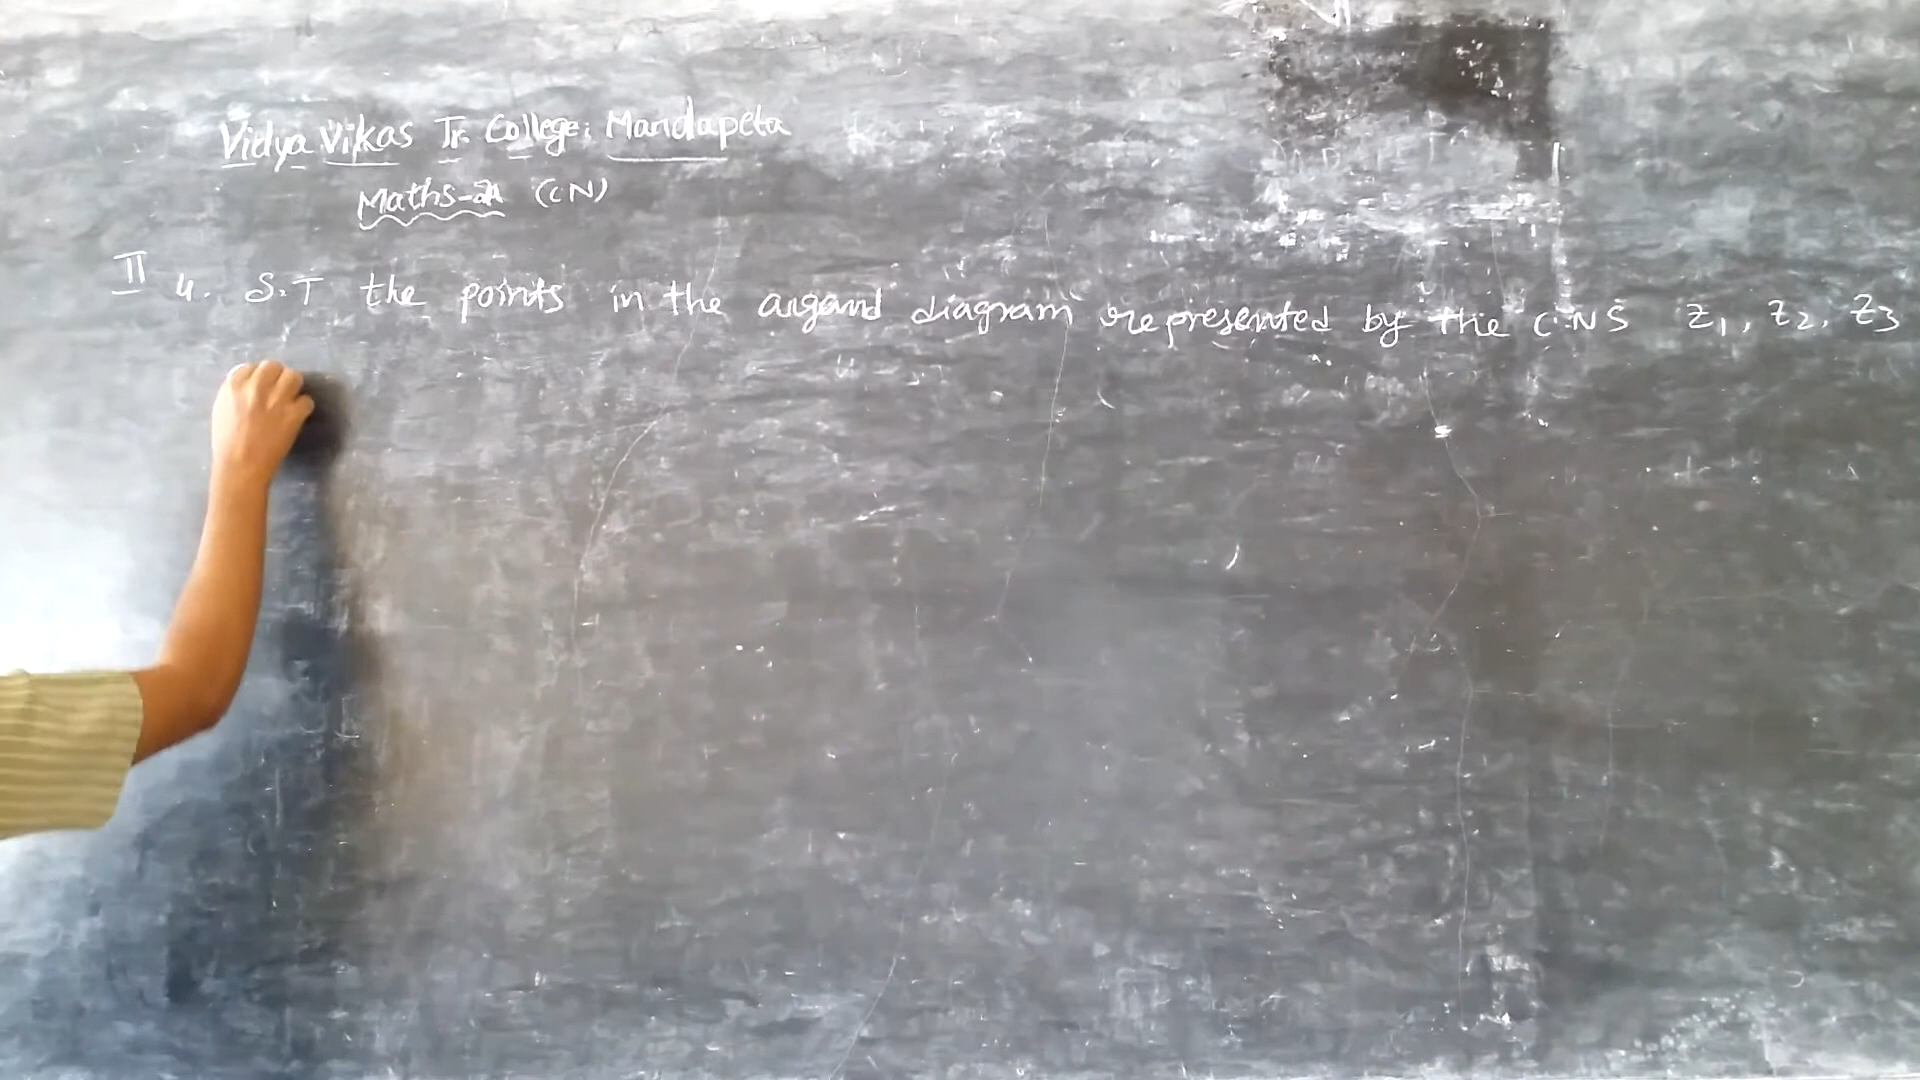 Vidya Vikas Jr. College; Mandapeta
Maths-2A (CN)
II 4. S.T the points in the argand diagram represented by the C.NS Z1, Z2, Z3